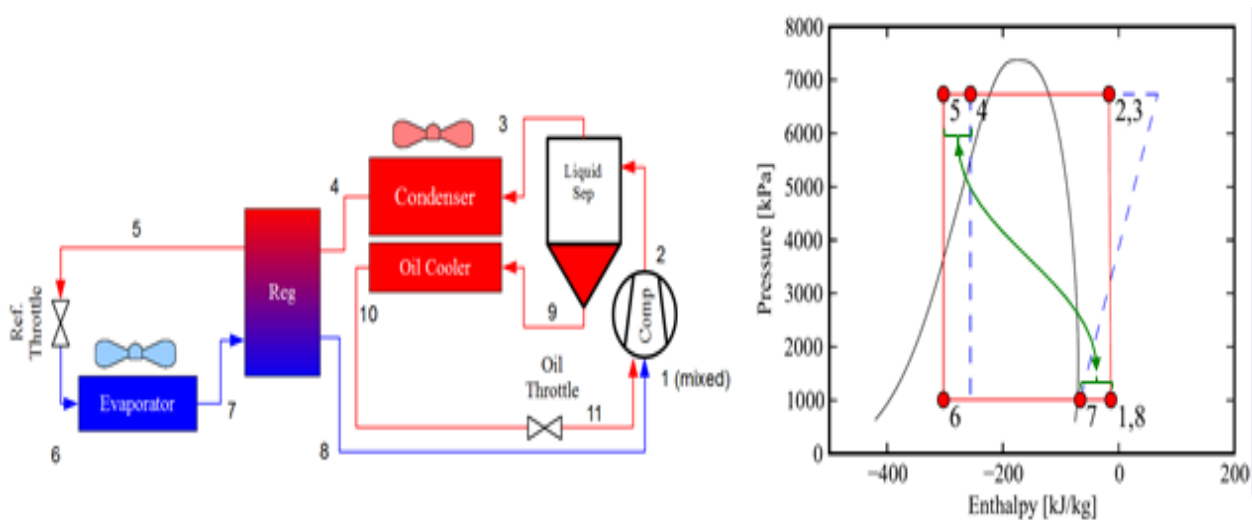 3
Liquid
Sep
4
Condenser
5
2
Oil Cooler
Reg
Comp
10
9
Ref.
Throttle
Oil
Throttle
1 (mixed)
Evaporator
7
11
6
8
8000
7000
5 4
2,3
6000
5000
4000
3000
2000
1000
6
7
1,8
0
Pressure [kPa]
−400
−200
0
200
Enthalpy [kJ/kg]